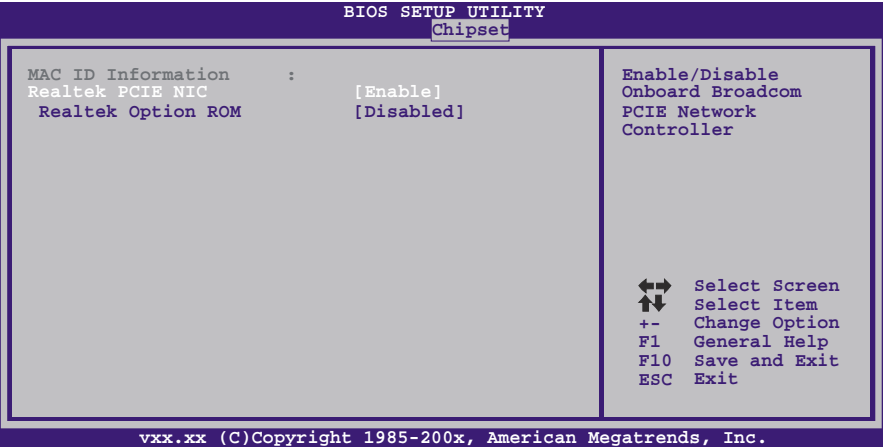 BIOS SETUP UTILITY
Chipset
MAC ID Information :
Realtek PCIE NIC [Enable]
Realtek Option ROM [Disabled]
Enable/Disable
Onboard Broadcom
PCIE Network
Controller
Select Screen
Select Item
+- Change Option
F1 General Help
F10 Save and Exit
ESC Exit
vxx.xx (C)Copyright 1985-200x, American Megatrends, Inc.